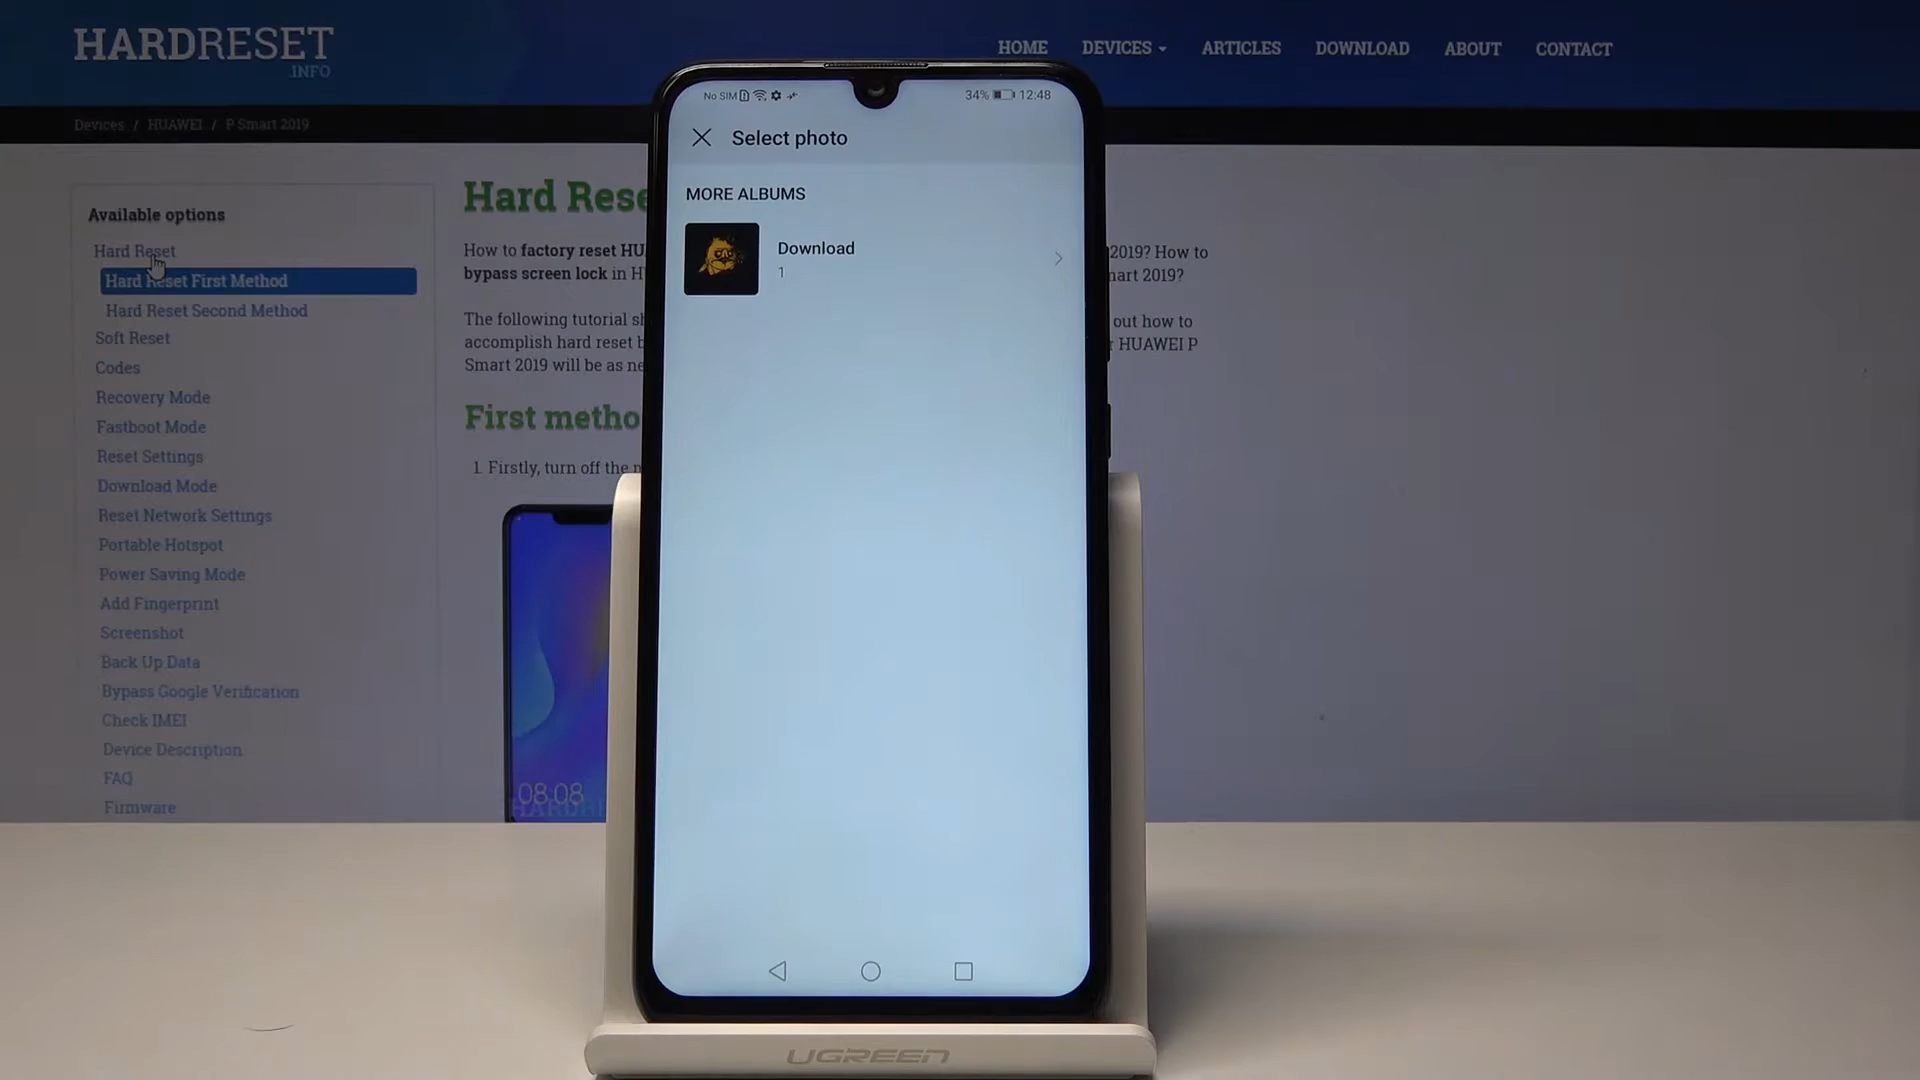 HARDRESET
.INFO
HOME DEVICES ARTICLES DOWNLOAD ABOUT CONTACT
Devices / HUAWEI / P Smart 2019
Available options
Hard Reset
Hard Reset First Method
Hard Reset Second Method
Soft Reset
Codes
Recovery Mode
Fastboot Mode
Reset Settings
Download Mode
Reset Network Settings
Portable Hotspot
Power Saving Mode
Add Fingerprint
Screenshot
Back Up Data
Bypass Google Verification
Check IMEI
Device Description
FAQ
Firmware
Hard Rese
How to factory reset HU 2019? How to
bypass screen lock in H mart 2019?
The following tutorial sh out how to
accomplish hard reset b r HUAWEI P
Smart 2019 will be as ne
First metho
1. Firstly, turn off the
08:08
No SIM 34% 12:48
Select photo
MORE ALBUMS
Download
1
UGREEN